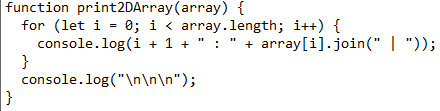 function print2DArray(array) {
  for (let i = 0; i < array.length; i++) {
    console.log(i + 1 + " : " + array[i].join(" | "));
  }
  console.log("\n\n\n");
}